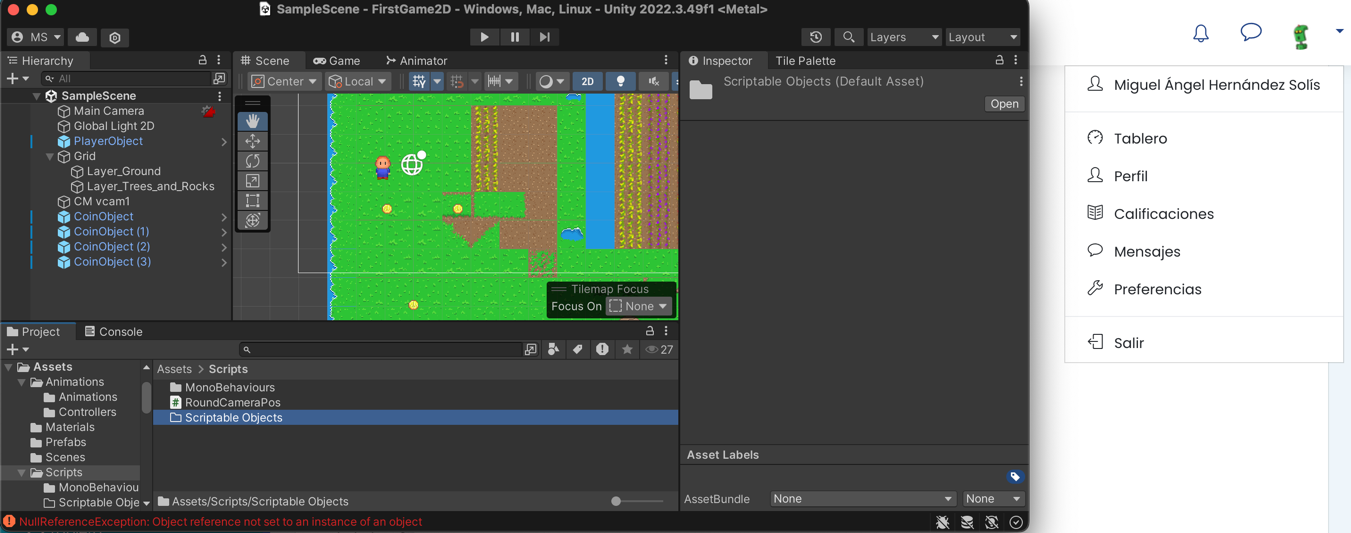 SampleScene - FirstGame2D - Windows, Mac, Linux - Unity 2022.3.49f1 <Metal>
MS
Layers
Layout
Hierarchy
All
SampleScene
Main Camera
Global Light 2D
PlayerObject
Grid
Layer_Ground
Layer_Trees_and_Rocks
CM vcam1
CoinObject
CoinObject (1)
CoinObject (2)
CoinObject (3)
Scene
Game
Animator
Center
Local
2D
Tilemap Focus
Focus On
None
Inspector
Tile Palette
Scriptable Objects (Default Asset)
Open
Project
Console
27
Assets
Animations
Animations
Controllers
Materials
Prefabs
Scenes
Scripts
MonoBehaviou
Scriptable Obje
Assets > Scripts
MonoBehaviours
RoundCameraPos
Scriptable Objects
Assets/Scripts/Scriptable Objects
Asset Labels
AssetBundle
None
None
NullReferenceException: Object reference not set to an instance of an object
Miguel Ángel Hernández Solís
Tablero
Perfil
Calificaciones
Mensajes
Preferencias
Salir